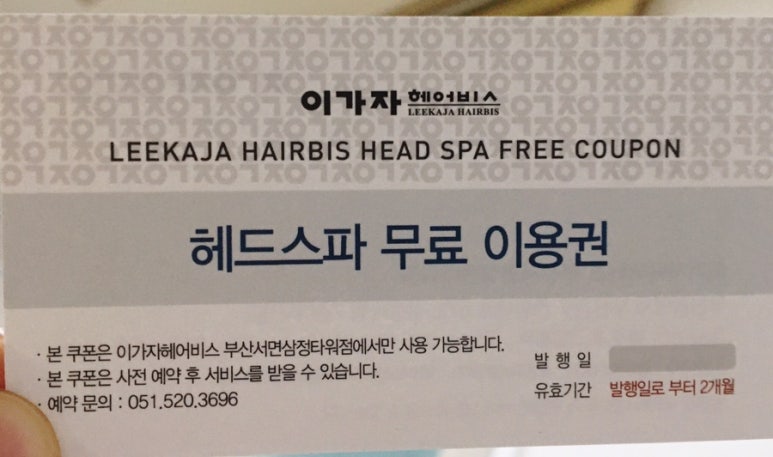 이가자 헤어비스
LEEKAJA HAIRBIS
LEEKAJA HAIRBIS HEAD SPA FREE COUPON
헤드스파 무료 이용권
· 본 쿠폰은 이가자헤어비스 부산서면삼정타워점에서만 사용 가능합니다.
· 본 쿠폰은 사전 예약 후 서비스를 받을 수 있습니다.
· 예약 문의 : 051.520.3696
발 행 일
유효기간 발행일로 부터 2개월